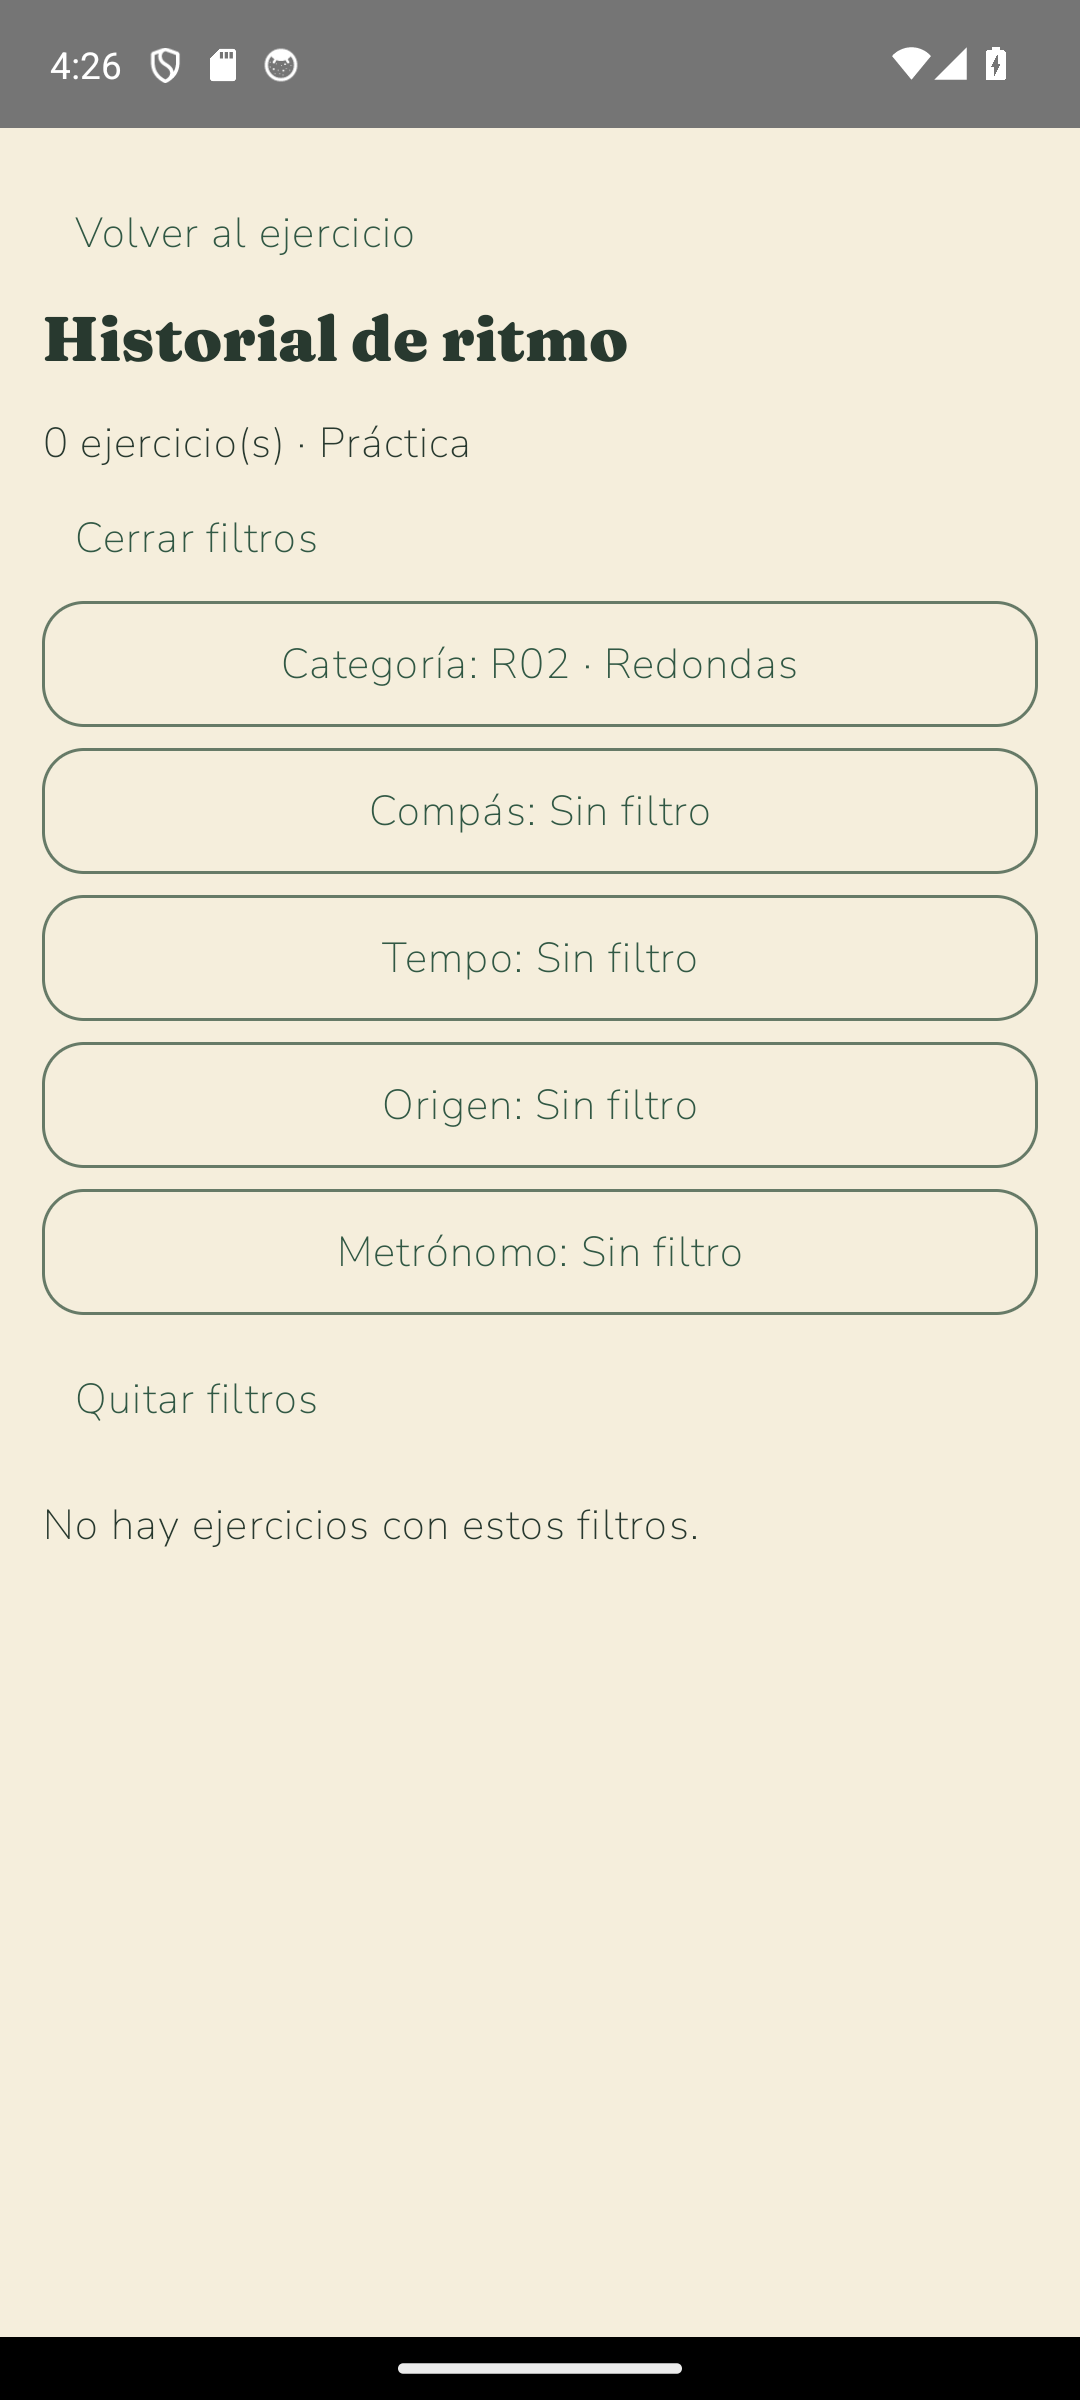 4:26
Volver al ejercicio
Historial de ritmo
0 ejercicio(s) · Práctica
Cerrar filtros
Categoría: R02 · Redondas
Compás: Sin filtro
Tempo: Sin filtro
Origen: Sin filtro
Metrónomo: Sin filtro
Quitar filtros
No hay ejercicios con estos filtros.